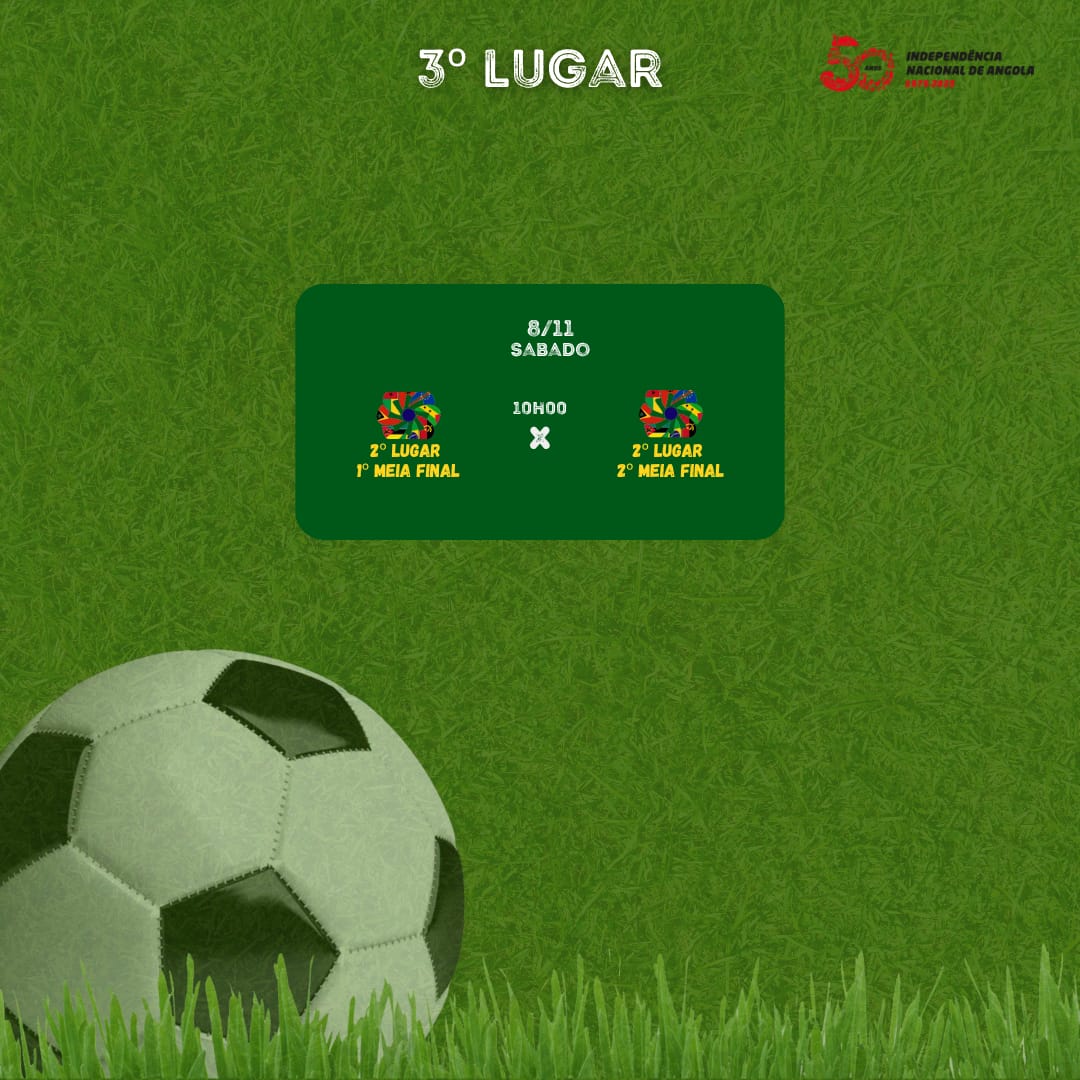 3º LUGAR
50 ANOS
INDEPENDÊNCIA
NACIONAL DE ANGOLA
1975-2025
8/11
SABADO
10H00
X
2º LUGAR
1º MEIA FINAL
2º LUGAR
2º MEIA FINAL